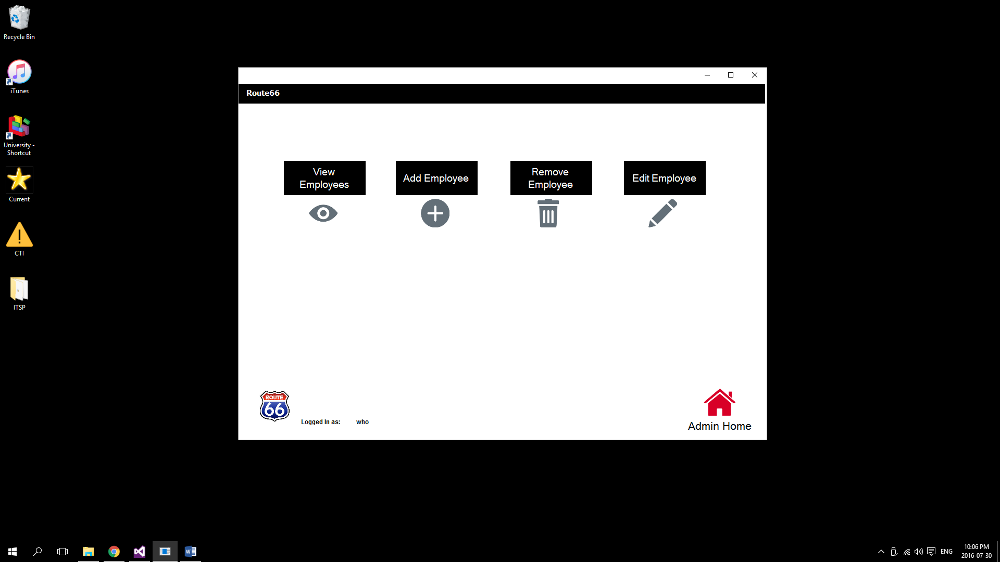 Recycle Bin
iTunes
University -
Shortcut
Current
CTI
ITSP
Route66
View
Employees
Add Employee
Remove
Employee
Edit Employee
ROUTE
66
Logged In as: who
Admin Home
W
ENG
10:06 PM
2016-07-30